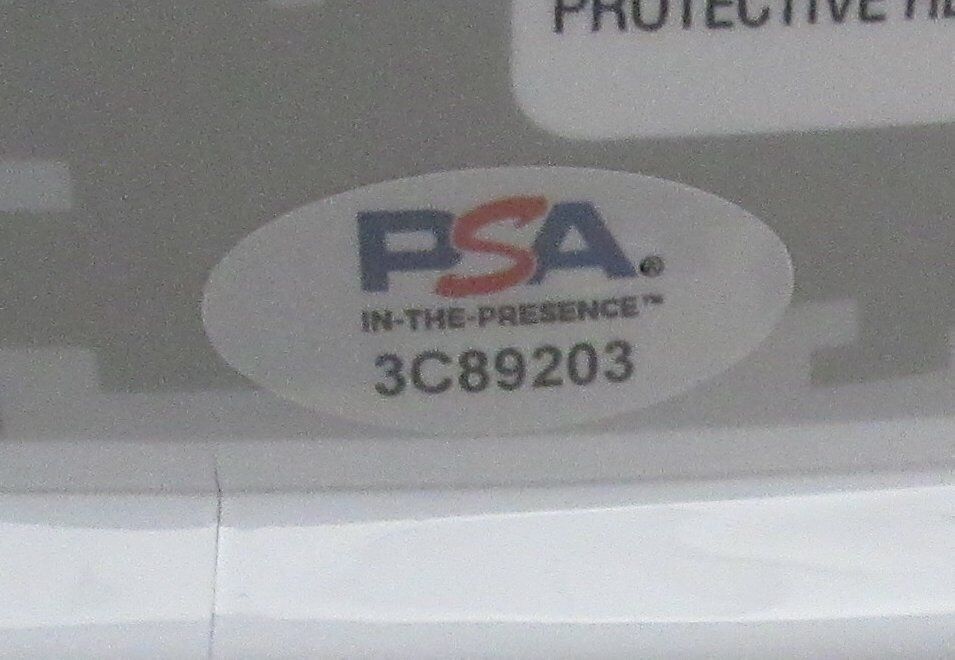 PROTECTIVE
PSA®
IN-THE-PRESENCE™
3C89203